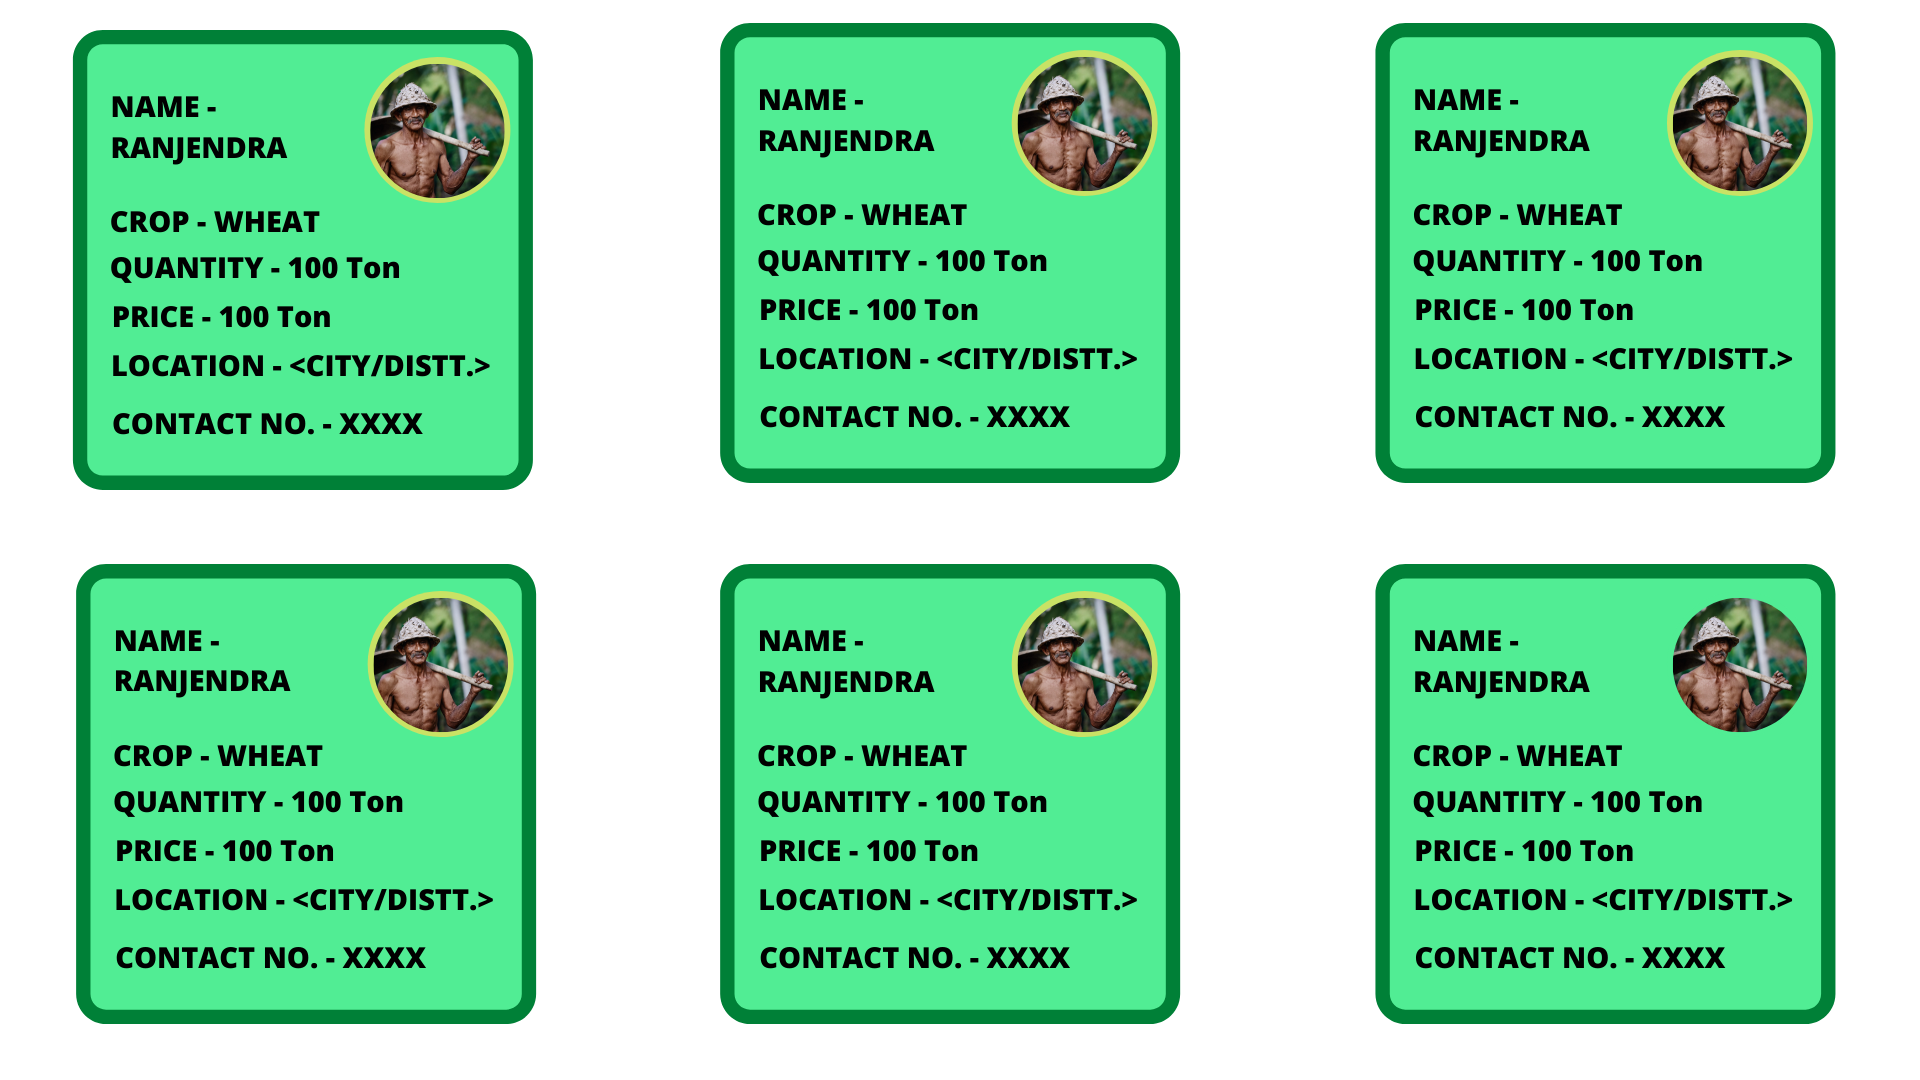 NAME -
RANJENDRA
CROP - WHEAT
QUANTITY - 100 Ton
PRICE - 100 Ton
LOCATION - <CITY/DISTT.>
CONTACT NO. - XXXX
NAME -
RANJENDRA
CROP - WHEAT
QUANTITY - 100 Ton
PRICE - 100 Ton
LOCATION - <CITY/DISTT.>
CONTACT NO. - XXXX
NAME -
RANJENDRA
CROP - WHEAT
QUANTITY - 100 Ton
PRICE - 100 Ton
LOCATION - <CITY/DISTT.>
CONTACT NO. - XXXX
NAME -
RANJENDRA
CROP - WHEAT
QUANTITY - 100 Ton
PRICE - 100 Ton
LOCATION - <CITY/DISTT.>
CONTACT NO. - XXXX
NAME -
RANJENDRA
CROP - WHEAT
QUANTITY - 100 Ton
PRICE - 100 Ton
LOCATION - <CITY/DISTT.>
CONTACT NO. - XXXX
NAME -
RANJENDRA
CROP - WHEAT
QUANTITY - 100 Ton
PRICE - 100 Ton
LOCATION - <CITY/DISTT.>
CONTACT NO. - XXXX